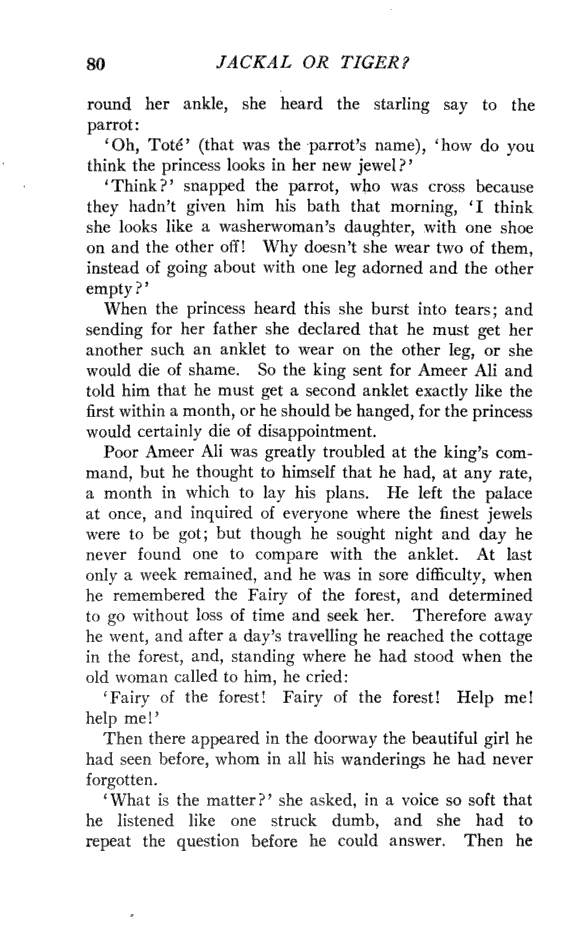 80 JACKAL OR TIGER?
round her ankle, she heard the starling say to the
parrot:
‘Oh, Toté’ (that was the parrot’s name), ‘how do you
think the princess looks in her new jewel?’
‘Think?’ snapped the parrot, who was cross because
they hadn’t given him his bath that morning, ‘I think
she looks like a washerwoman’s daughter, with one shoe
on and the other off! Why doesn’t she wear two of them,
instead of going about with one leg adorned and the other
empty?’
When the princess heard this she burst into tears; and
sending for her father she declared that he must get her
another such an anklet to wear on the other leg, or she
would die of shame. So the king sent for Ameer Ali and
told him that he must get a second anklet exactly like the
first within a month, or he should be hanged, for the princess
would certainly die of disappointment.
Poor Ameer Ali was greatly troubled at the king’s com-
mand, but he thought to himself that he had, at any rate,
a month in which to lay his plans. He left the palace
at once, and inquired of everyone where the finest jewels
were to be got; but though he sought night and day he
never found one to compare with the anklet. At last
only a week remained, and he was in sore difficulty, when
he remembered the Fairy of the forest, and determined
to go without loss of time and seek her. Therefore away
he went, and after a day’s travelling he reached the cottage
in the forest, and, standing where he had stood when the
old woman called to him, he cried:
‘Fairy of the forest! Fairy of the forest! Help me!
help me!’
Then there appeared in the doorway the beautiful girl he
had seen before, whom in all his wanderings he had never
forgotten.
‘What is the matter?’ she asked, in a voice so soft that
he listened like one struck dumb, and she had to
repeat the question before he could answer. Then he